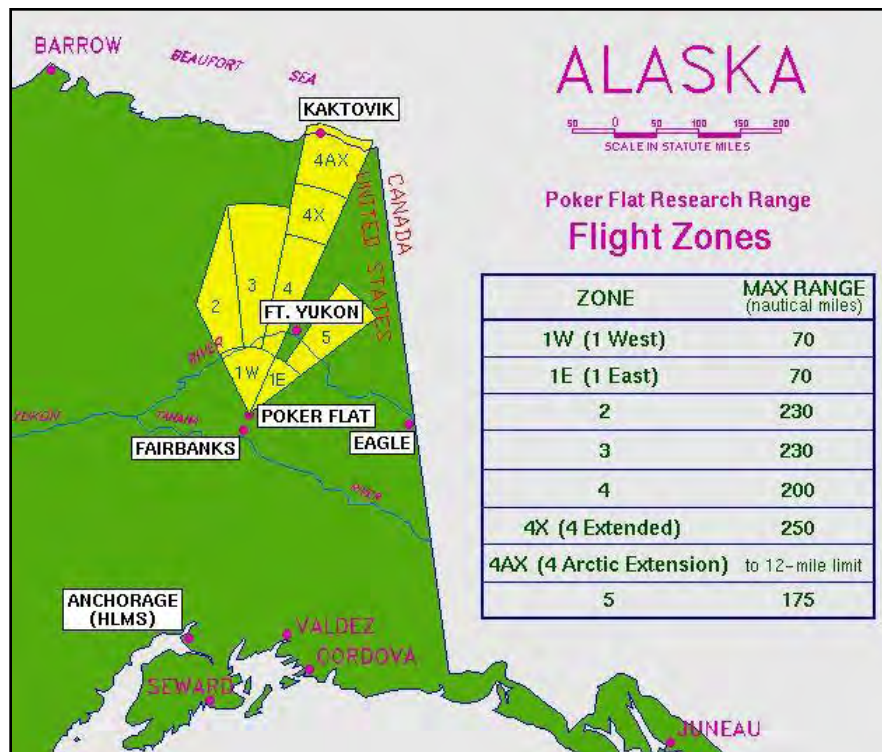 BARROW
BEAUFORT SEA
KAKTOVIK
4AX
4X
UNITED STATES
CANADA
2
3
4
FT. YUKON
5
RIVER
1W
1E
POKER FLAT
YUKON
TANANA
FAIRBANKS
EAGLE
RIVER
ANCHORAGE
(HLMS)
VALDEZ
CORDOVA
SEWARD
JUNEAU
ALASKA
50 0 50 100 150 200
SCALE IN STATUTE MILES
Poker Flat Research Range
Flight Zones
ZONE MAX RANGE
(nautical miles)
1W (1 West) 70
1E (1 East) 70
2 230
3 230
4 200
4X (4 Extended) 250
4AX (4 Arctic Extension) to 12-mile limit
5 175